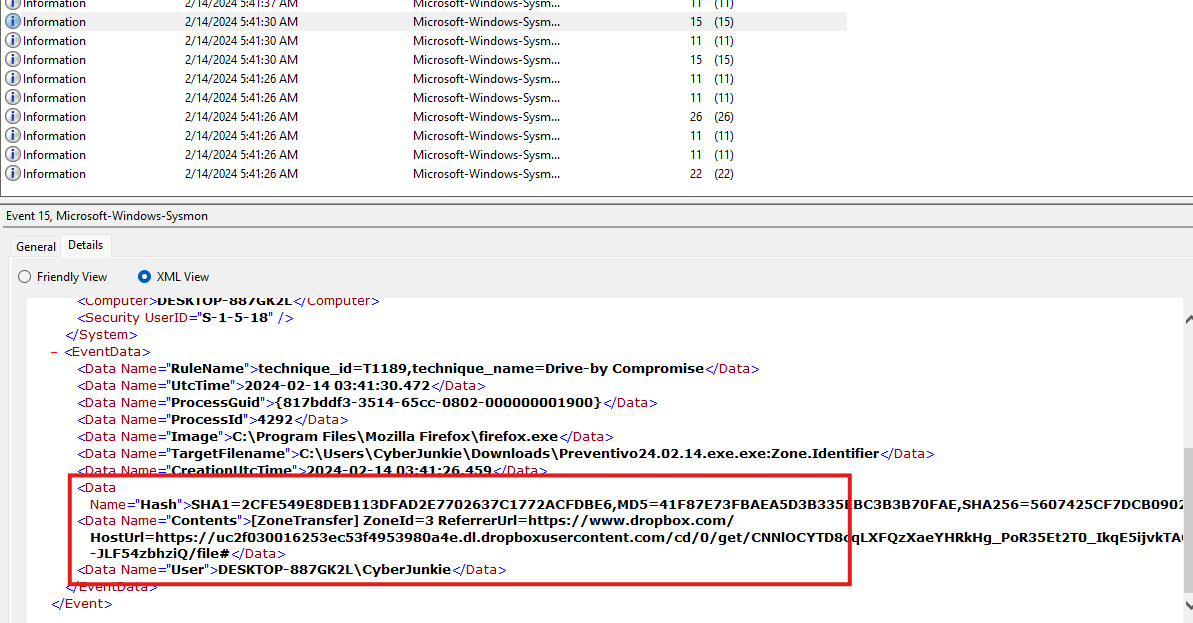 Information 2/14/2024 5:41:37 AM Microsoft-Windows-Sysm... 11 (11)
Information 2/14/2024 5:41:30 AM Microsoft-Windows-Sysm... 15 (15)
Information 2/14/2024 5:41:30 AM Microsoft-Windows-Sysm... 11 (11)
Information 2/14/2024 5:41:30 AM Microsoft-Windows-Sysm... 15 (15)
Information 2/14/2024 5:41:26 AM Microsoft-Windows-Sysm... 11 (11)
Information 2/14/2024 5:41:26 AM Microsoft-Windows-Sysm... 11 (11)
Information 2/14/2024 5:41:26 AM Microsoft-Windows-Sysm... 26 (26)
Information 2/14/2024 5:41:26 AM Microsoft-Windows-Sysm... 11 (11)
Information 2/14/2024 5:41:26 AM Microsoft-Windows-Sysm... 11 (11)
Information 2/14/2024 5:41:26 AM Microsoft-Windows-Sysm... 22 (22)
Event 15, Microsoft-Windows-Sysmon
General Details
Friendly View XML View
<Computer>DESKTOP-887GK2L</Computer>
<Security UserID="S-1-5-18" />
</System>
- <EventData>
<Data Name="RuleName">technique_id=T1189,technique_name=Drive-by Compromise</Data>
<Data Name="UtcTime">2024-02-14 03:41:30.472</Data>
<Data Name="ProcessGuid">{817bddf3-3514-65cc-0802-000000001900}</Data>
<Data Name="ProcessId">4292</Data>
<Data Name="Image">C:\Program Files\Mozilla Firefox\firefox.exe</Data>
<Data Name="TargetFilename">C:\Users\CyberJunkie\Downloads\Preventivo24.02.14.exe.exe:Zone.Identifier</Data>
<Data Name="CreationUtcTime">2024-02-14 03:41:26.459</Data>
<Data
Name="Hash">SHA1=2CFE549E8DEB113DFAD2E7702637C1772ACFDBE6,MD5=41F87E73FBAEA5D3B335EBC3B3B70FAE,SHA256=5607425CF7DCB0902
<Data Name="Contents">[ZoneTransfer] ZoneId=3 ReferrerUrl=https://www.dropbox.com/
HostUrl=https://uc2f030016253ec53f4953980a4e.dl.dropboxusercontent.com/cd/0/get/CNNlOCYTD8cqLXFQzXaeYHRkHg_PoR35Et2T0_IkqE5ijvkTA
-JLF54zbhziQ/file#</Data>
<Data Name="User">DESKTOP-887GK2L\CyberJunkie</Data>
</EventData>
</Event>